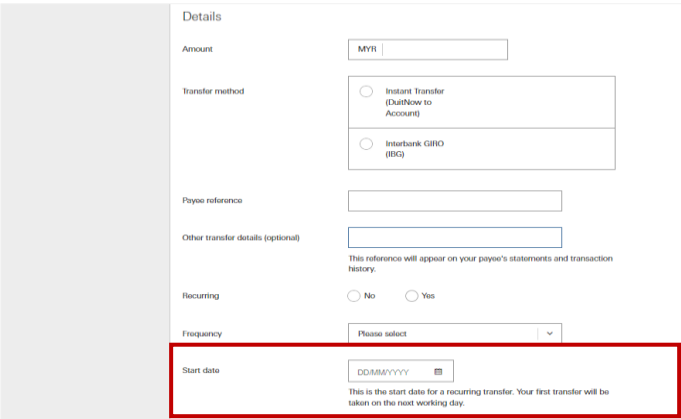 Details
Amount
MYR
Transfer method
Instant Transfer
(DuitNow to
Account)
Interbank GIRO
(IBG)
Payee reference
Other transfer details (optional)
This reference will appear on your payee's statements and transaction
history.
Recurring
No
Yes
Frequency
Please select
Start date
DD/MM/YYYY
This is the start date for a recurring transfer. Your first transfer will be
taken on the next working day.